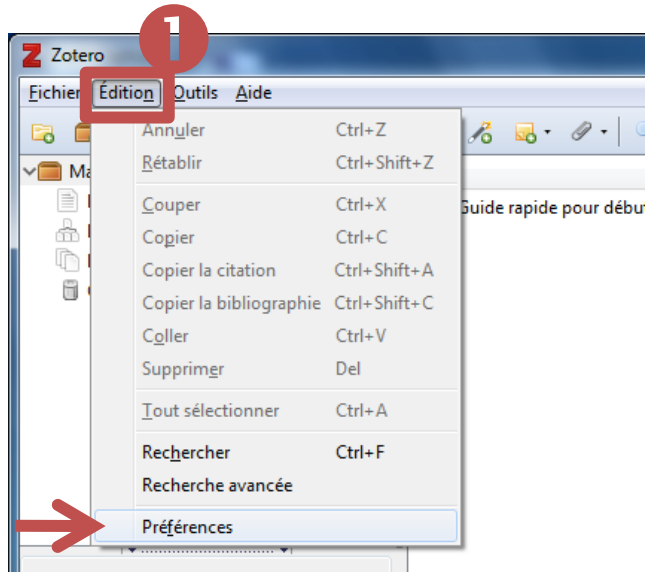 1
Zotero
Fichier Édition Outils Aide
Annuler Ctrl+Z
Rétablir Ctrl+Shift+Z
Couper Ctrl+X
Guide rapide pour débu
Copier Ctrl+C
Copier la citation Ctrl+Shift+A
Copier la bibliographie Ctrl+Shift+C
Coller Ctrl+V
Supprimer Del
Tout sélectionner Ctrl+A
Rechercher Ctrl+F
Recherche avancée
Préférences